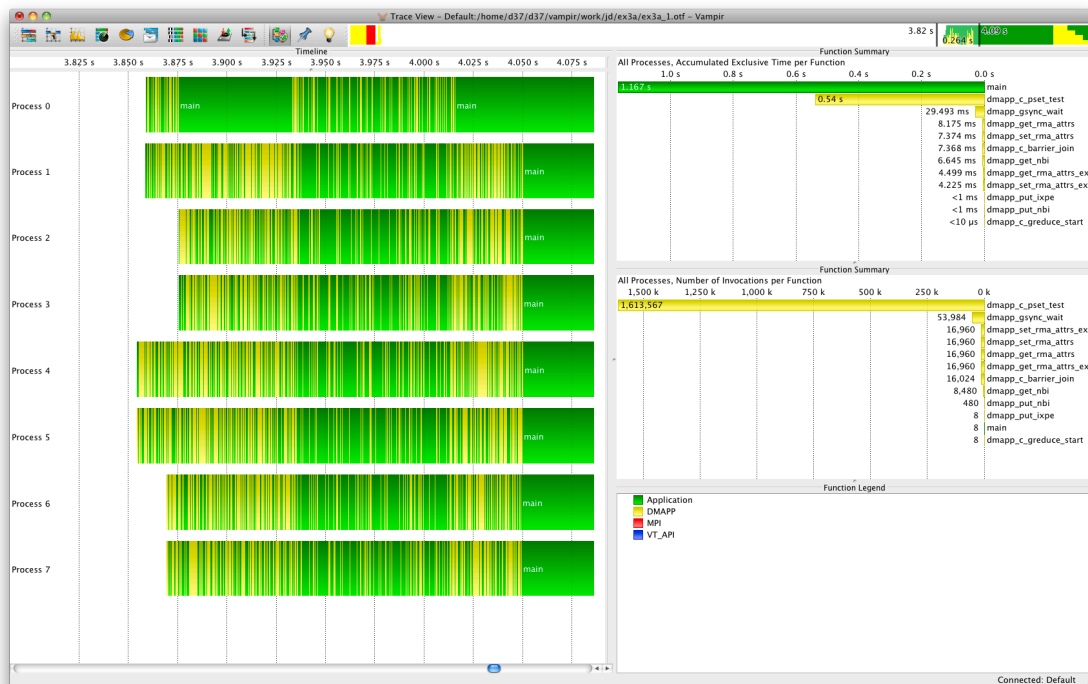 Trace View - Default:/home/d37/d37/vampir/work/jd/ex3a/ex3a_1.otf - Vampir
3.82 s
0.264 s
4.09 s
Timeline
3.825 s 3.850 s 3.875 s 3.900 s 3.925 s 3.950 s 3.975 s 4.000 s 4.025 s 4.050 s 4.075 s
Process 0 main main
Process 1 main
Process 2 main
Process 3 main
Process 4 main
Process 5 main
Process 6 main
Process 7 main
Function Summary
All Processes, Accumulated Exclusive Time per Function
1.0 s 0.8 s 0.6 s 0.4 s 0.2 s 0.0 s
1.167 s main
0.54 s dmapp_c_pset_test
29.493 ms dmapp_gsync_wait
8.175 ms dmapp_get_rma_attrs
7.374 ms dmapp_set_rma_attrs
7.368 ms dmapp_c_barrier_join
6.645 ms dmapp_get_nbi
4.499 ms dmapp_get_rma_attrs_ex
4.225 ms dmapp_set_rma_attrs_ex
<1 ms dmapp_put_ixpe
<1 ms dmapp_put_nbi
<10 µs dmapp_c_greduce_start
Function Summary
All Processes, Number of Invocations per Function
1,500 k 1,250 k 1,000 k 750 k 500 k 250 k 0 k
1,613,567 dmapp_c_pset_test
53,984 dmapp_gsync_wait
16,960 dmapp_set_rma_attrs_ex
16,960 dmapp_set_rma_attrs
16,960 dmapp_get_rma_attrs
16,960 dmapp_get_rma_attrs_ex
16,024 dmapp_c_barrier_join
8,480 dmapp_get_nbi
480 dmapp_put_nbi
8 dmapp_put_ixpe
8 main
8 dmapp_c_greduce_start
Function Legend
Application
DMAPP
MPI
VT_API
Connected: Default